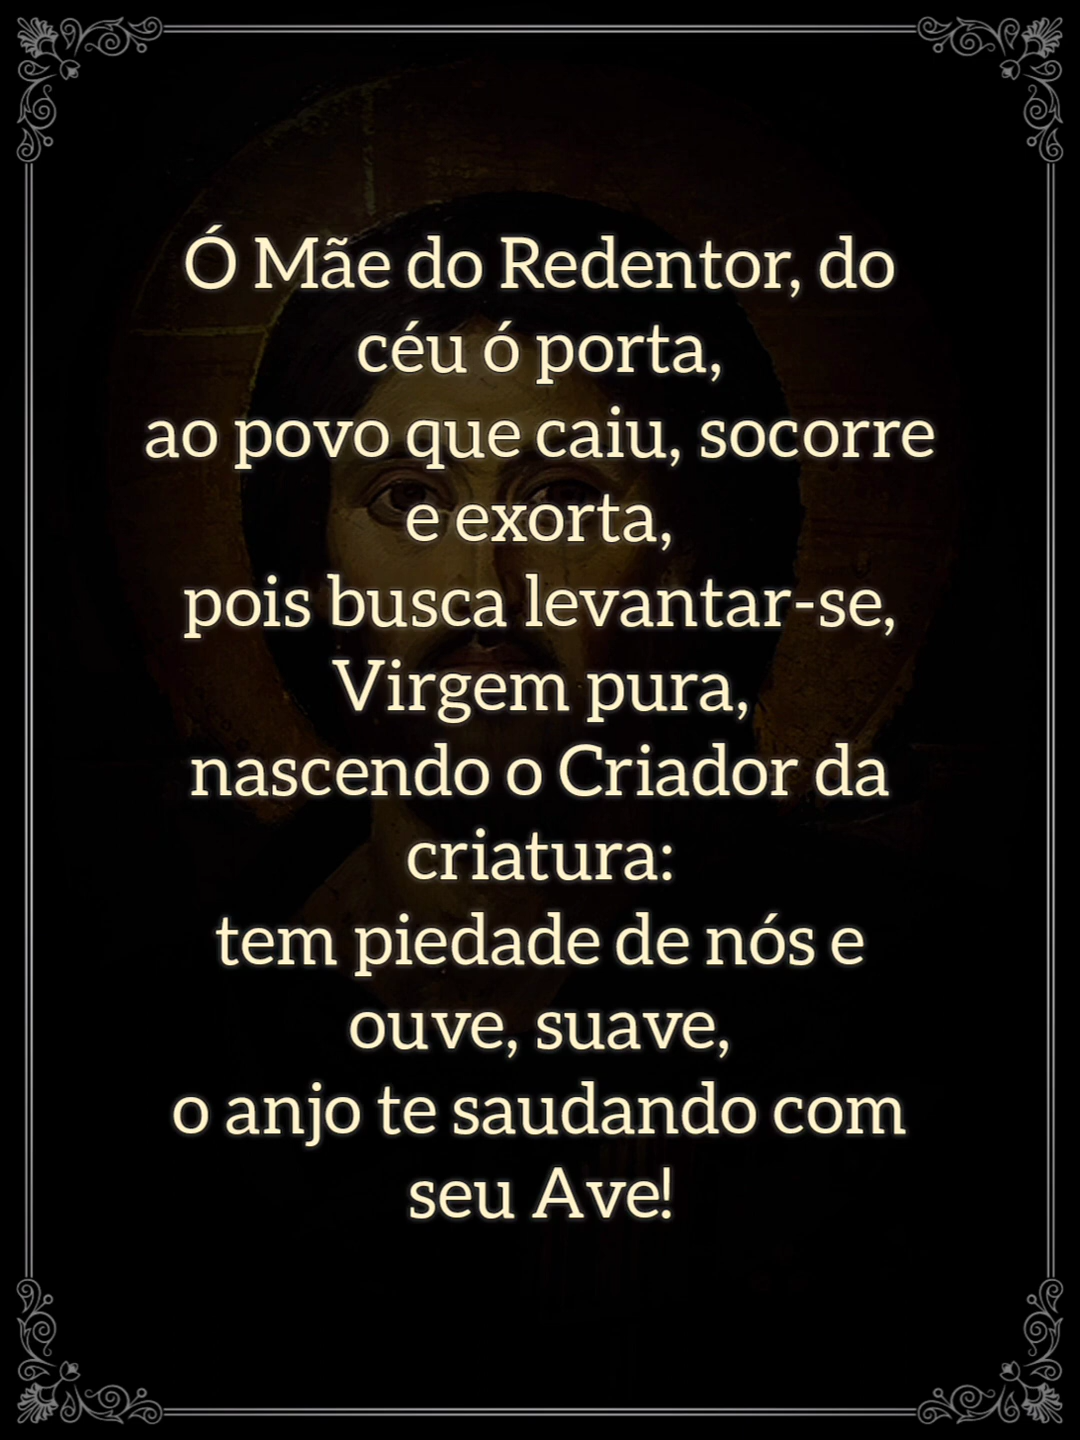 Ó Mãe do Redentor, do
céu ó porta,
ao povo que caiu, socorre
e exorta,
pois busca levantar-se,
Virgem pura,
nascendo o Criador da
criatura:
tem piedade de nós e
ouve, suave,
o anjo te saudando com
seu Ave!